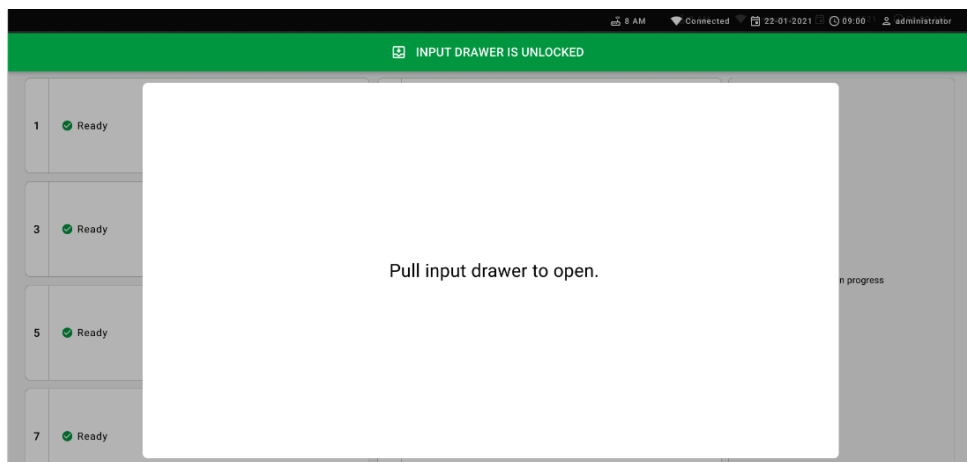 8 AM Connected 22-01-2021 09:00 administrator
INPUT DRAWER IS UNLOCKED
1 Ready
3 Ready
Pull input drawer to open.
n progress
5 Ready
7 Ready